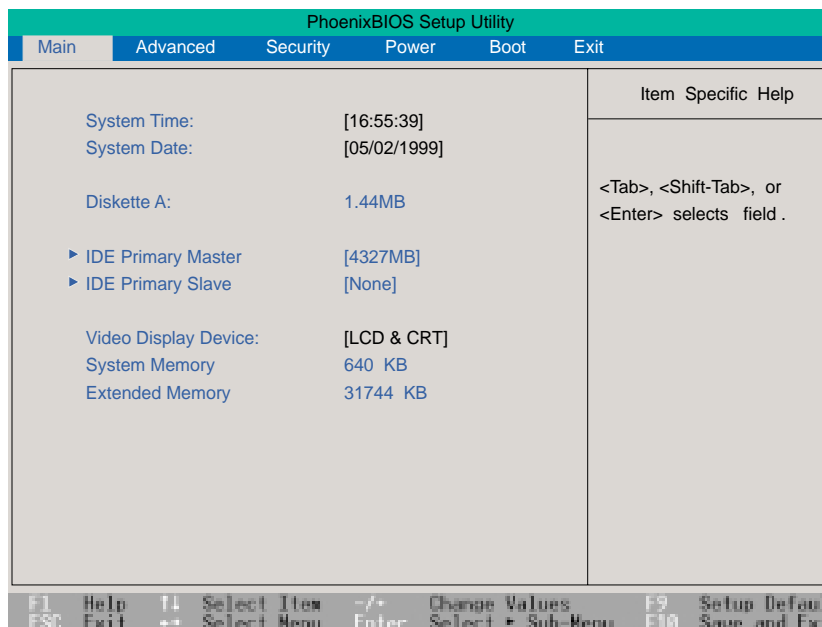 PhoenixBIOS Setup Utility
Main Advanced Security Power Boot Exit
Item Specific Help
System Time: [16:55:39]
System Date: [05/02/1999]
<Tab>, <Shift-Tab>, or
<Enter> selects field .
Diskette A: 1.44MB
IDE Primary Master [4327MB]
IDE Primary Slave [None]
Video Display Device: [LCD & CRT]
System Memory 640 KB
Extended Memory 31744 KB
F1 Help ↑↓ Select Item -/+ Change Values F9 Setup Defau
ESC Exit ←→ Select Menu Enter Select ► Sub-Menu F10 Save and Ex